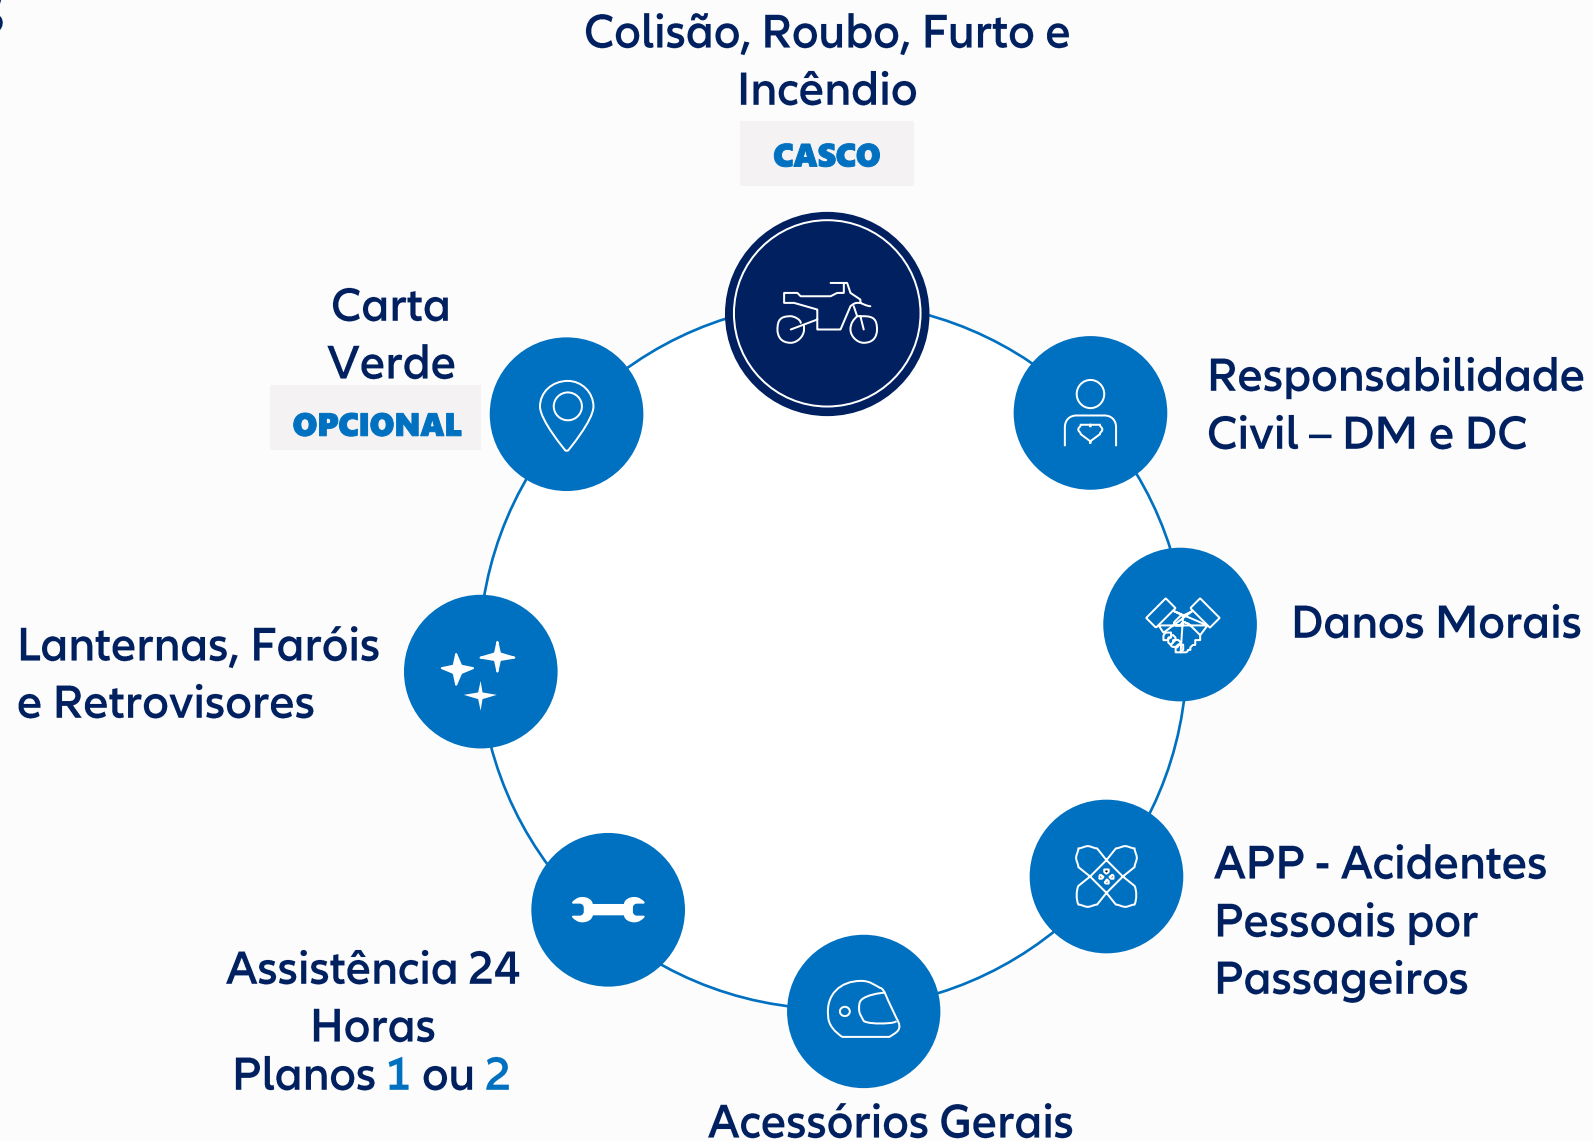 Colisão, Roubo, Furto e
Incêndio
CASCO
Carta
Verde
OPCIONAL
Responsabilidade
Civil – DM e DC
Danos Morais
Lanternas, Faróis
e Retrovisores
APP - Acidentes
Pessoais por
Passageiros
Assistência 24
Horas
Planos 1 ou 2
Acessórios Gerais